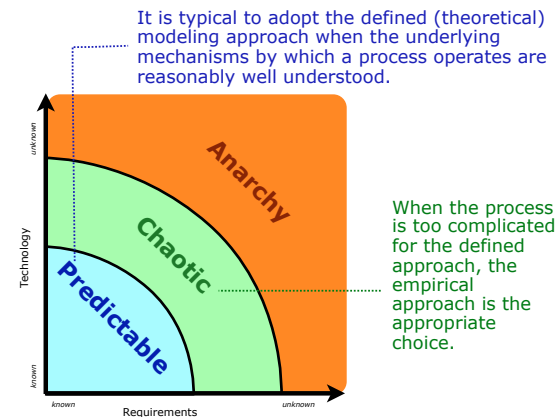 It is typical to adopt the defined (theoretical)
modeling approach when the underlying
mechanisms by which a process operates are
reasonably well understood.
unknown
Anarchy
Technology
Chaotic
Predictable
When the process
is too complicated
for the defined
approach, the
empirical
approach is the
appropriate
choice.
known
known
unknown
Requirements